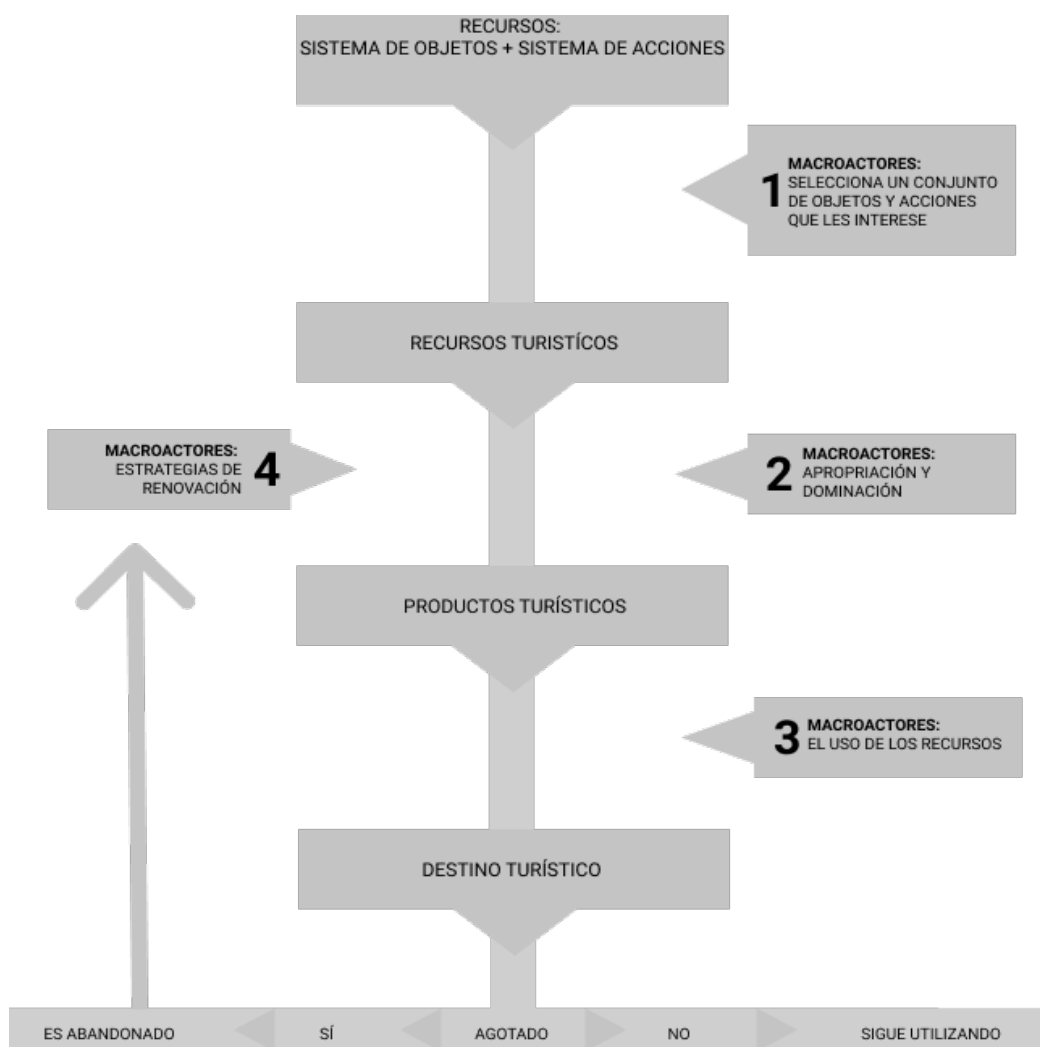 RECURSOS:
SISTEMA DE OBJETOS + SISTEMA DE ACCIONES
1
MACROACTORES:
SELECCIONA UN CONJUNTO
DE OBJETOS Y ACCIONES
QUE LES INTERESE
RECURSOS TURISTÍCOS
MACROACTORES:
ESTRATEGIAS DE
RENOVACIÓN
4
2
MACROACTORES:
APROPRIACIÓN Y
DOMINACIÓN
PRODUCTOS TURÍSTICOS
3
MACROACTORES:
EL USO DE LOS RECURSOS
DESTINO TURÍSTICO
ES ABANDONADO SÍ AGOTADO NO SIGUE UTILIZANDO